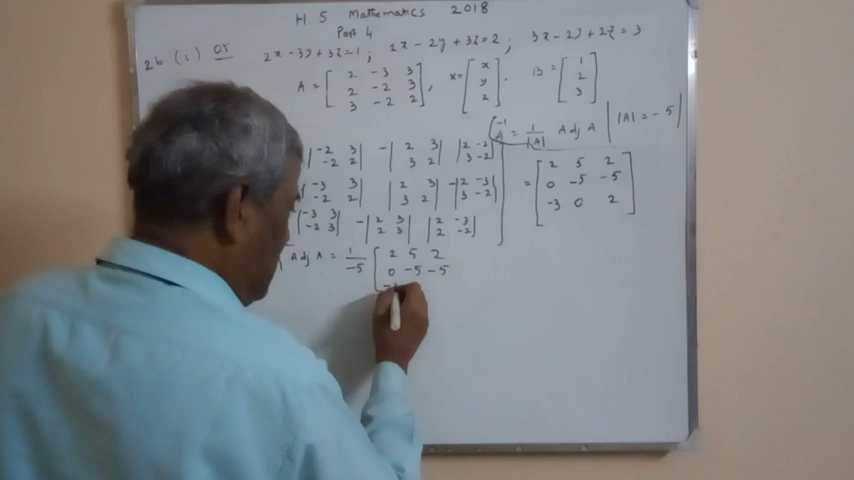 H. S. Mathematics 2018
Part 4
2b (i) or 2x - 3y + 3z = 1 ; 2x - 2y + 3z = 2 ; 3x - 2y + 2z = 3
A = [ 2 -3 3 , X = [ x . B = [ 1
2 -2 3 y 2
3 -2 2 ] z ] 3 ]
A⁻¹ = 1/|A| Adj A | |A| = - 5
|-2 3 -| 2 3 | |2 -2
-2 2| 3 2 | 3 -2|
|-3 3 | 2 3 -|2 -3
-2 2| 3 2| 3 -2|
|-3 3 -|2 3 |2 -3
-2 3| 2 3| 2 -2|
= [ 2 5 2
0 -5 -5
-3 0 2 ]
Adj A = 1/-5 [ 2 5 2
0 -5 -5